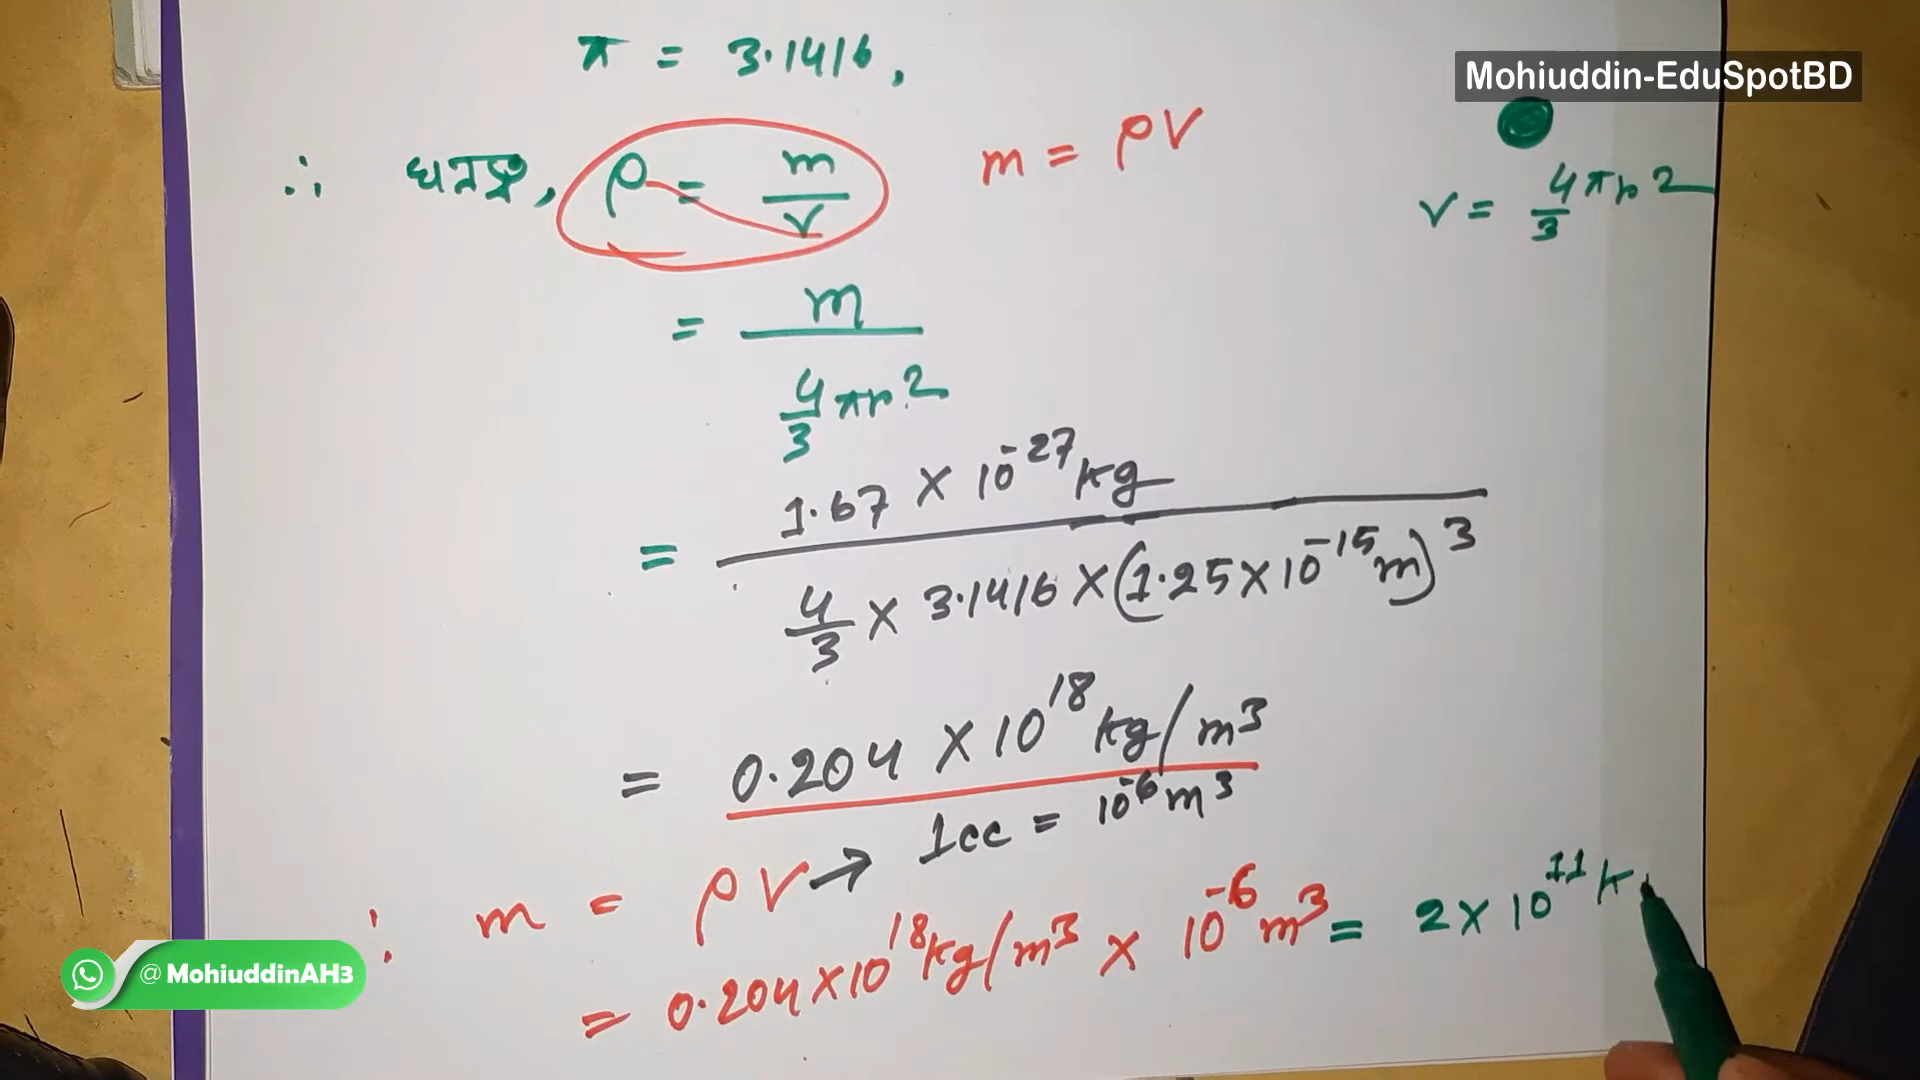 π = 3.1416,
Mohiuddin-EduSpotBD
∴ ঘনত্ব, ρ = m/v
m = ρV
v = 4/3 πr²
= m / (4/3 πr²)
= 1.67 × 10⁻²⁷ kg / (4/3 × 3.1416 × (1.25 × 10⁻¹⁵ m)³)
= 0.204 × 10¹⁸ kg/m³
1cc = 10⁻⁶ m³
∴ m = ρV →
= 0.204 × 10¹⁸ kg/m³ × 10⁻⁶ m³ = 2 × 10¹¹ k
@MohiuddinAH3